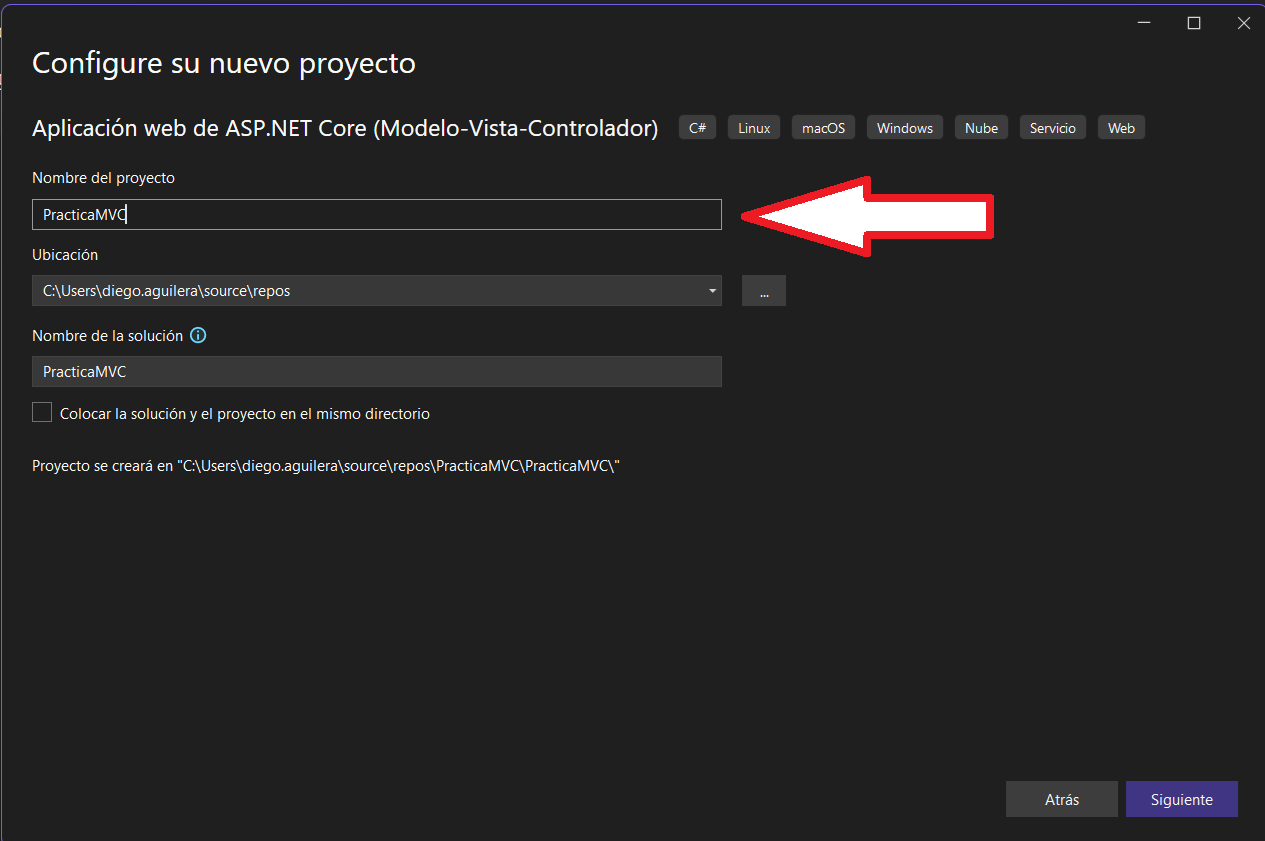 Configure su nuevo proyecto
Aplicación web de ASP.NET Core (Modelo-Vista-Controlador) C# Linux macOS Windows Nube Servicio Web
Nombre del proyecto
PracticaMVC
Ubicación
C:\Users\diego.aguilera\source\repos ...
Nombre de la solución
PracticaMVC
Colocar la solución y el proyecto en el mismo directorio
Proyecto se creará en "C:\Users\diego.aguilera\source\repos\PracticaMVC\PracticaMVC\"
Atrás Siguiente